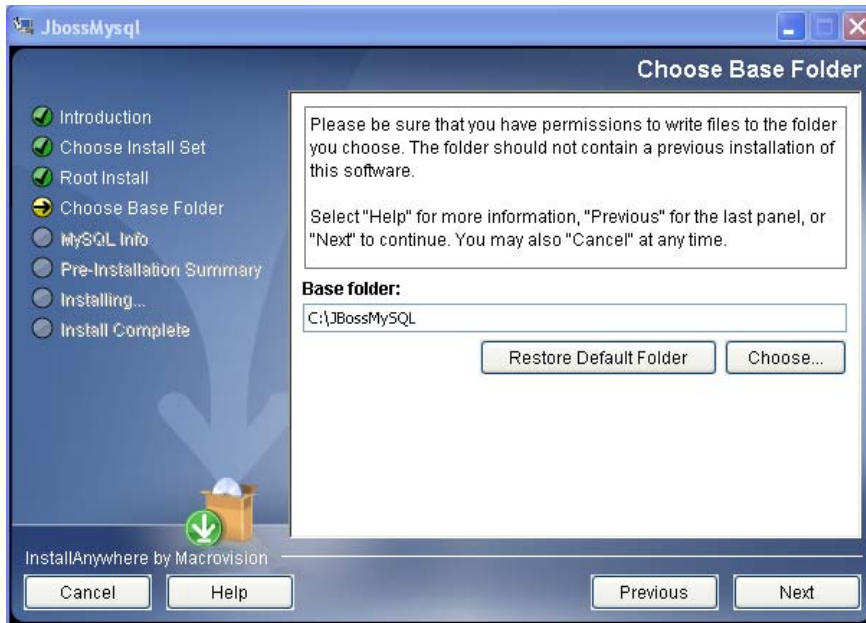 JbossMysql
Choose Base Folder
Introduction
Choose Install Set
Root Install
Choose Base Folder
MySQL Info
Pre-Installation Summary
Installing...
Install Complete
Please be sure that you have permissions to write files to the folder
you choose. The folder should not contain a previous installation of
this software.
Select "Help" for more information, "Previous" for the last panel, or
"Next" to continue. You may also "Cancel" at any time.
Base folder:
C:\JBossMySQL
Restore Default Folder
Choose...
InstallAnywhere by Macrovision
Cancel
Help
Previous
Next